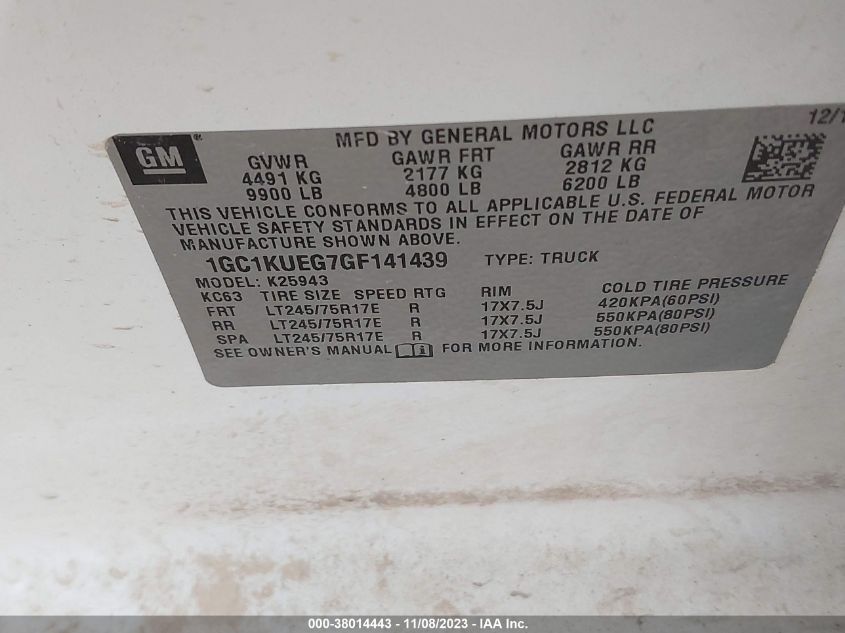 12/1
GM
MFD BY GENERAL MOTORS LLC
GVWR GAWR FRT GAWR RR
4491 KG 2177 KG 2812 KG
9900 LB 4800 LB 6200 LB
THIS VEHICLE CONFORMS TO ALL APPLICABLE U.S. FEDERAL MOTOR
VEHICLE SAFETY STANDARDS IN EFFECT ON THE DATE OF
MANUFACTURE SHOWN ABOVE.
1GC1KUEG7GF141439 TYPE: TRUCK
MODEL: K25943
KC63 TIRE SIZE SPEED RTG RIM COLD TIRE PRESSURE
FRT LT245/75R17E R 17X7.5J 420KPA(60PSI)
RR LT245/75R17E R 17X7.5J 550KPA(80PSI)
SPA LT245/75R17E R 17X7.5J 550KPA(80PSI)
SEE OWNER'S MANUAL FOR MORE INFORMATION.
000-38014443 - 11/08/2023 - IAA Inc.